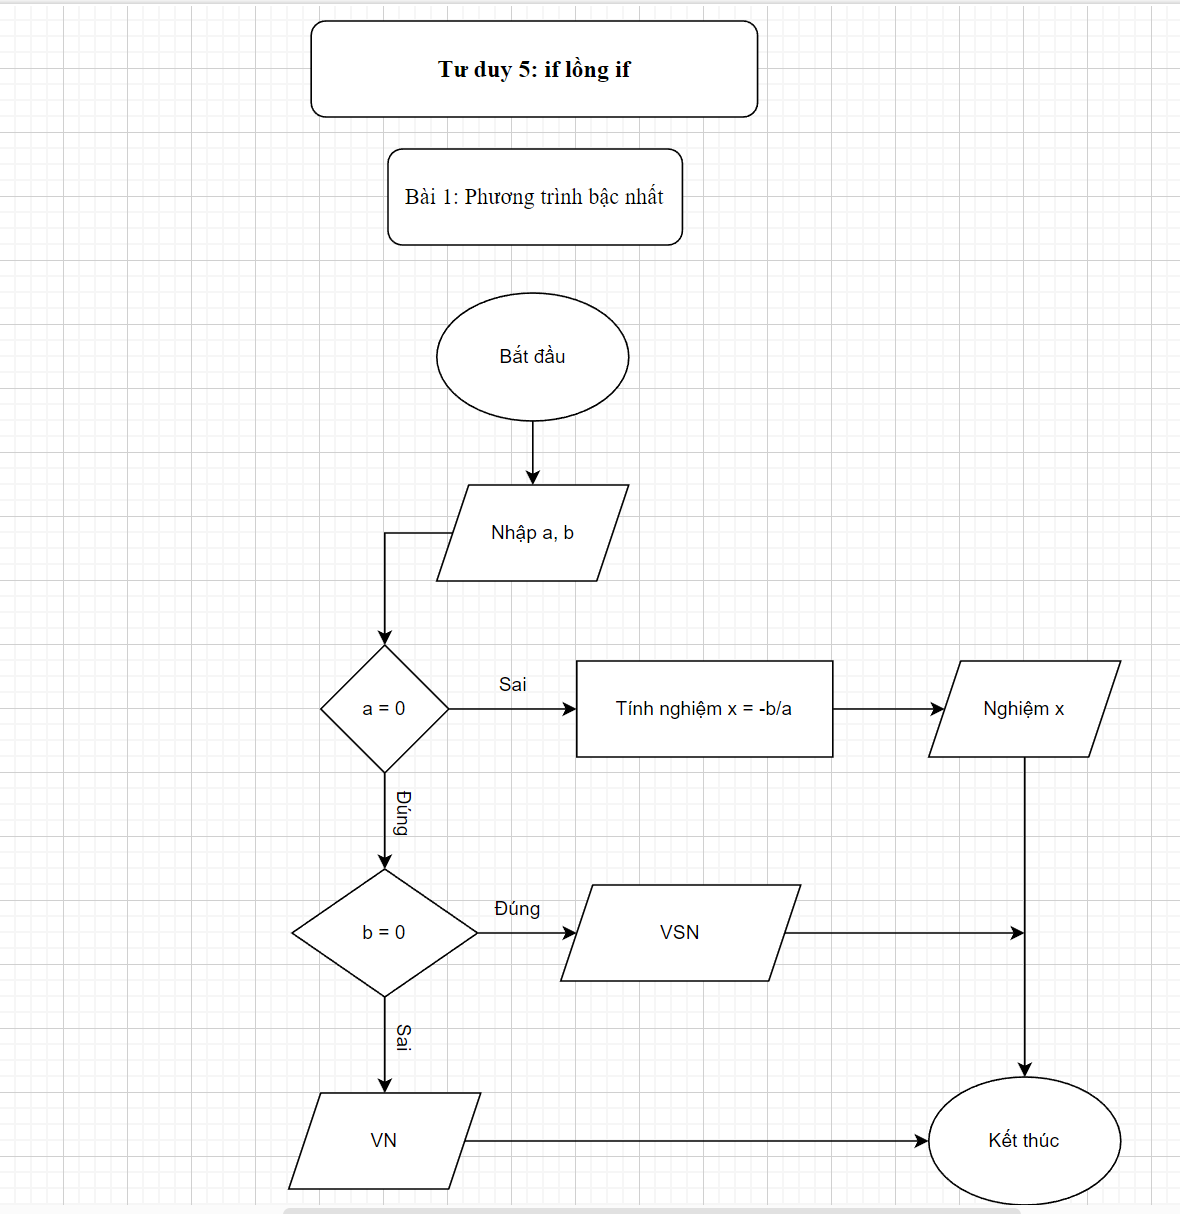 Tư duy 5: if lồng if
Bài 1: Phương trình bậc nhất
Bắt đầu
Nhập a, b
a = 0
Sai
Tính nghiệm x = -b/a
Nghiệm x
Đúng
b = 0
Đúng
VSN
Sai
VN
Kết thúc